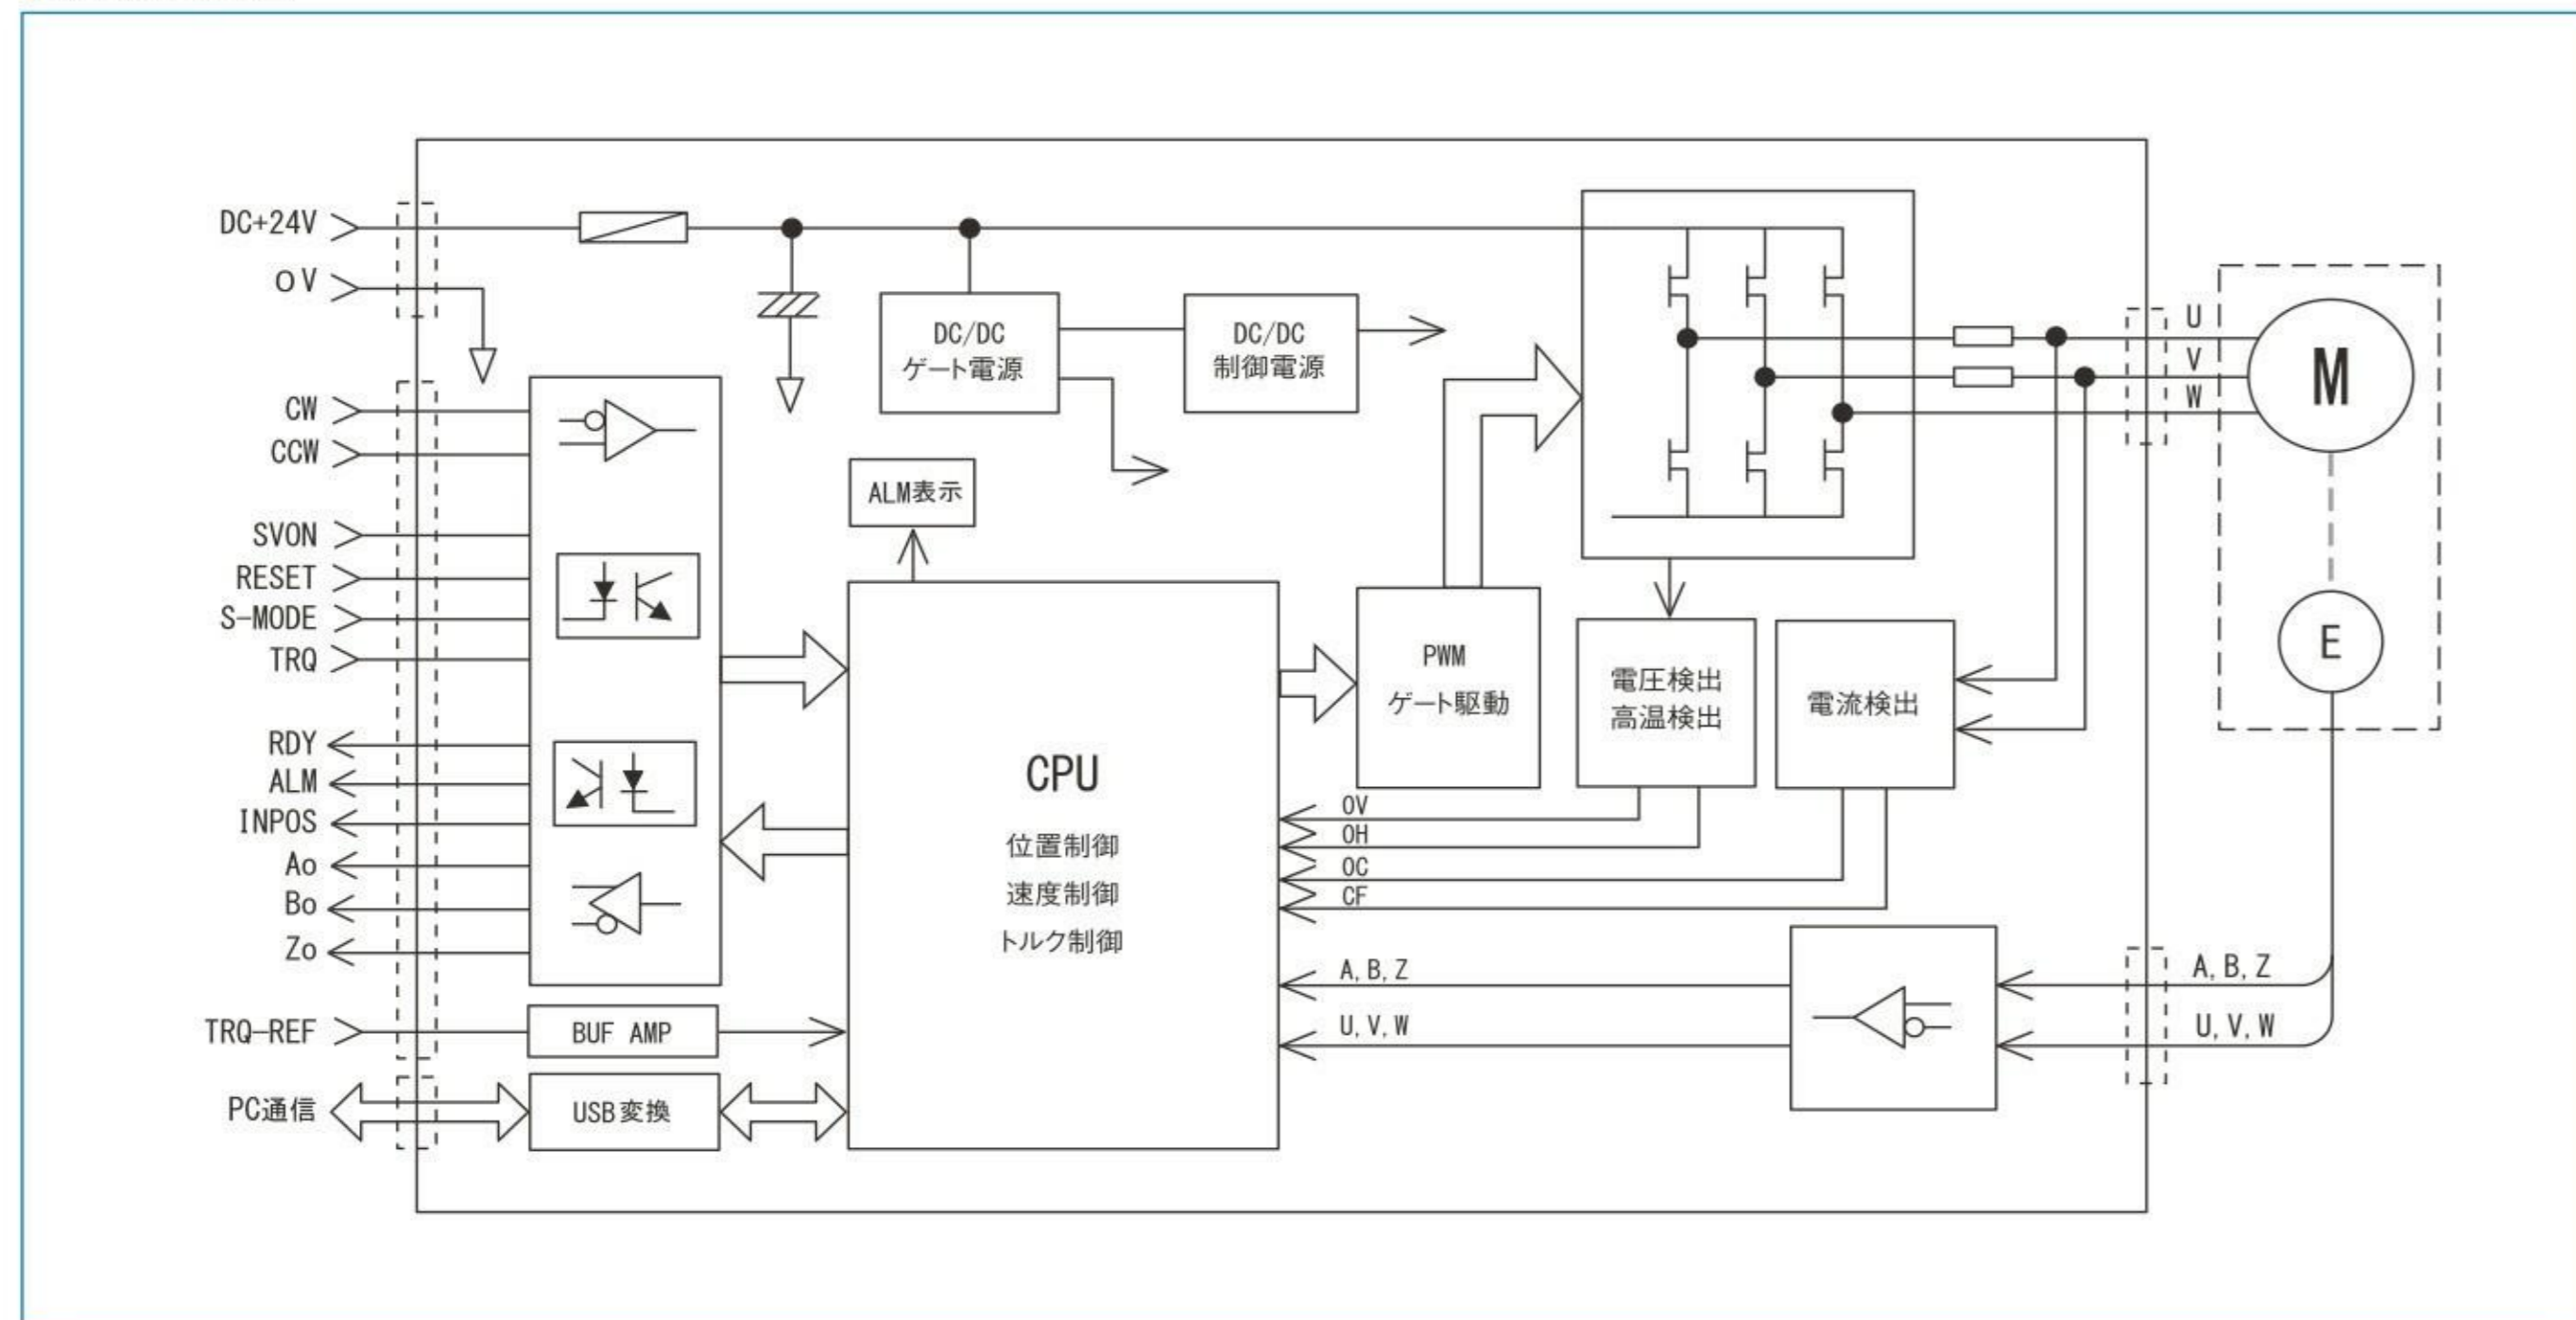 DC+24V
0V
CW
CCW
SVON
RESET
S-MODE
TRQ
RDY
ALM
INPOS
Ao
Bo
Zo
TRQ-REF
PC通信
DC/DC
ゲート電源
DC/DC
制御電源
ALM表示
BUF AMP
USB変換
CPU
位置制御
速度制御
トルク制御
PWM
ゲート駆動
電圧検出
高温検出
電流検出
OV
OH
OC
CF
A,B,Z
U,V,W
U
V
W
M
E
A,B,Z
U,V,W